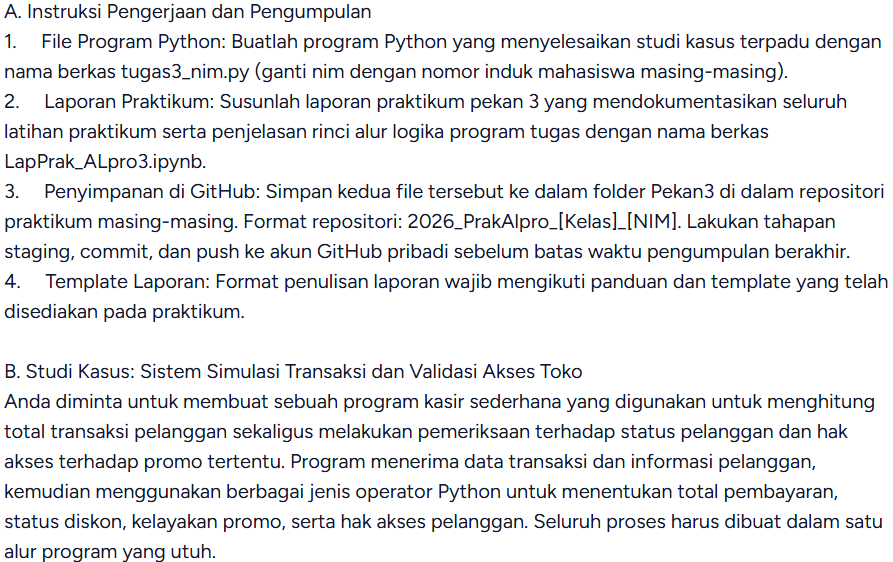 A. Instruksi Pengerjaan dan Pengumpulan
1. File Program Python: Buatlah program Python yang menyelesaikan studi kasus terpadu dengan
nama berkas tugas3_nim.py (ganti nim dengan nomor induk mahasiswa masing-masing).
2. Laporan Praktikum: Susunlah laporan praktikum pekan 3 yang mendokumentasikan seluruh
latihan praktikum serta penjelasan rinci alur logika program tugas dengan nama berkas
LapPrak_ALpro3.ipynb.
3. Penyimpanan di GitHub: Simpan kedua file tersebut ke dalam folder Pekan3 di dalam repositori
praktikum masing-masing. Format repositori: 2026_PrakAlpro_[Kelas]_[NIM]. Lakukan tahapan
staging, commit, dan push ke akun GitHub pribadi sebelum batas waktu pengumpulan berakhir.
4. Template Laporan: Format penulisan laporan wajib mengikuti panduan dan template yang telah
disediakan pada praktikum.
B. Studi Kasus: Sistem Simulasi Transaksi dan Validasi Akses Toko
Anda diminta untuk membuat sebuah program kasir sederhana yang digunakan untuk menghitung
total transaksi pelanggan sekaligus melakukan pemeriksaan terhadap status pelanggan dan hak
akses terhadap promo tertentu. Program menerima data transaksi dan informasi pelanggan,
kemudian menggunakan berbagai jenis operator Python untuk menentukan total pembayaran,
status diskon, kelayakan promo, serta hak akses pelanggan. Seluruh proses harus dibuat dalam satu
alur program yang utuh.